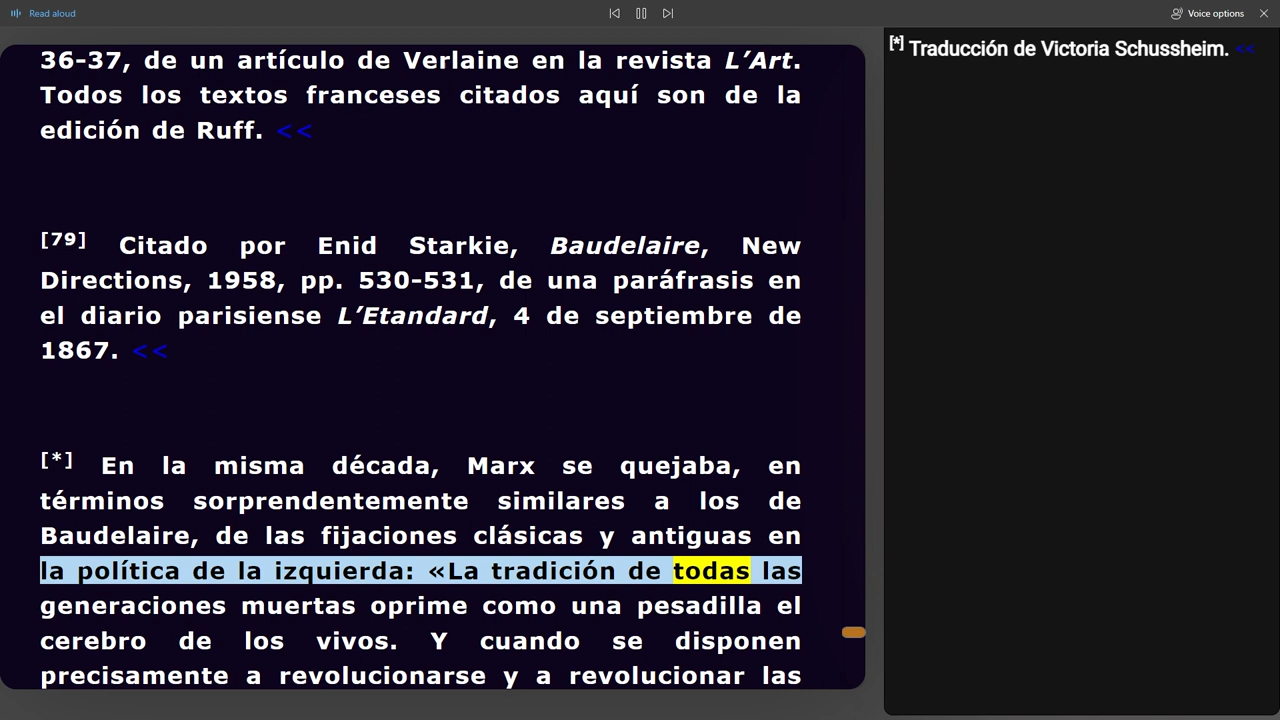 Read aloud
Voice options
36-37, de un artículo de Verlaine en la revista L’Art.
Todos los textos franceses citados aquí son de la
edición de Ruff. <<
[79] Citado por Enid Starkie, Baudelaire, New
Directions, 1958, pp. 530-531, de una paráfrasis en
el diario parisiense L’Etandard, 4 de septiembre de
1867. <<
[*] En la misma década, Marx se quejaba, en
términos sorprendentemente similares a los de
Baudelaire, de las fijaciones clásicas y antiguas en
la política de la izquierda: «La tradición de todas las
generaciones muertas oprime como una pesadilla el
cerebro de los vivos. Y cuando se disponen
precisamente a revolucionarse y a revolucionar las
[*] Traducción de Victoria Schussheim. <<